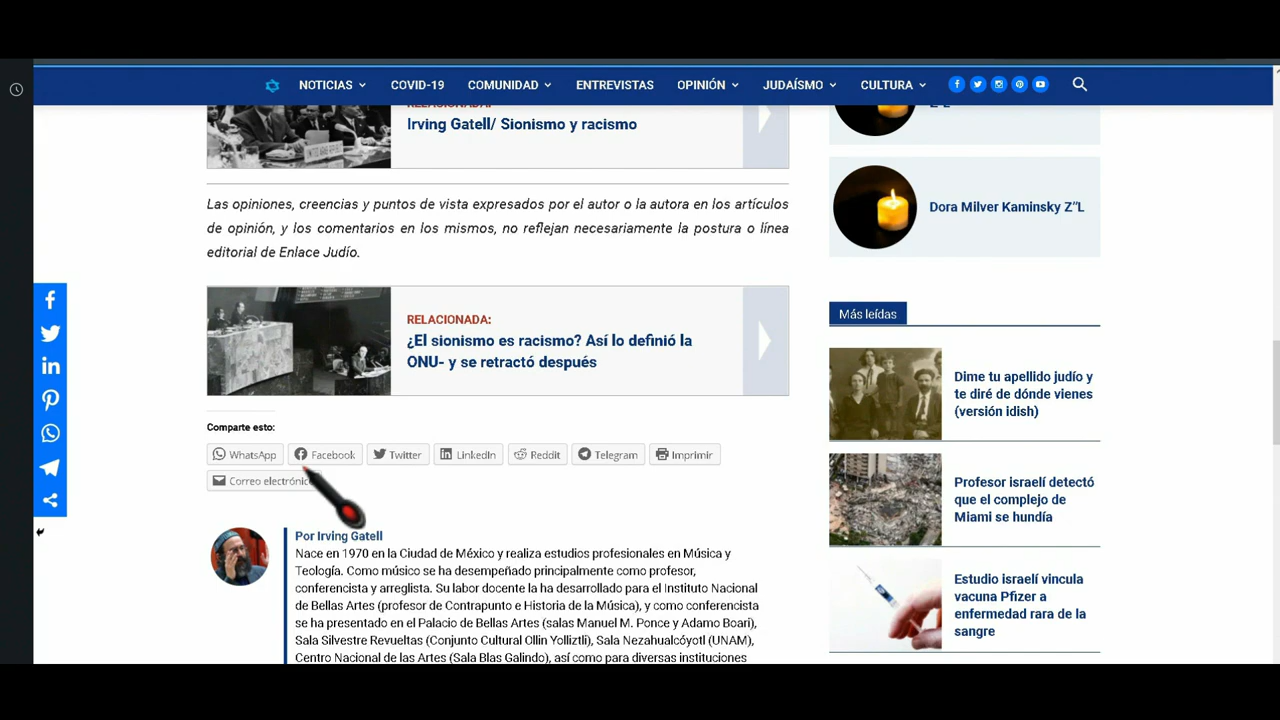 NOTICIAS COVID-19 COMUNIDAD ENTREVISTAS OPINIÓN JUDAÍSMO CULTURA
RELACIONADA:
Irving Gatell/ Sionismo y racismo
Las opiniones, creencias y puntos de vista expresados por el autor o la autora en los artículos
de opinión, y los comentarios en los mismos, no reflejan necesariamente la postura o línea
editorial de Enlace Judío.
RELACIONADA:
¿El sionismo es racismo? Así lo definió la
ONU- y se retractó después
Comparte esto:
WhatsApp Facebook Twitter LinkedIn Reddit Telegram Imprimir
Correo electrónico
Por Irving Gatell
Nace en 1970 en la Ciudad de México y realiza estudios profesionales en Música y
Teología. Como músico se ha desempeñado principalmente como profesor,
conferencista y arreglista. Su labor docente la ha desarrollado para el Instituto Nacional
de Bellas Artes (profesor de Contrapunto e Historia de la Música), y como conferencista
se ha presentado en el Palacio de Bellas Artes (salas Manuel M. Ponce y Adamo Boari),
Sala Silvestre Revueltas (Conjunto Cultural Ollin Yoliztli), Sala Nezahualcóyotl (UNAM),
Centro Nacional de las Artes (Sala Blas Galindo), así como para diversas instituciones
Dora Milver Kaminsky Z"L
Más leídas
Dime tu apellido judío y
te diré de dónde vienes
(versión idish)
Profesor israelí detectó
que el complejo de
Miami se hundía
Estudio israelí vincula
vacuna Pfizer a
enfermedad rara de la
sangre